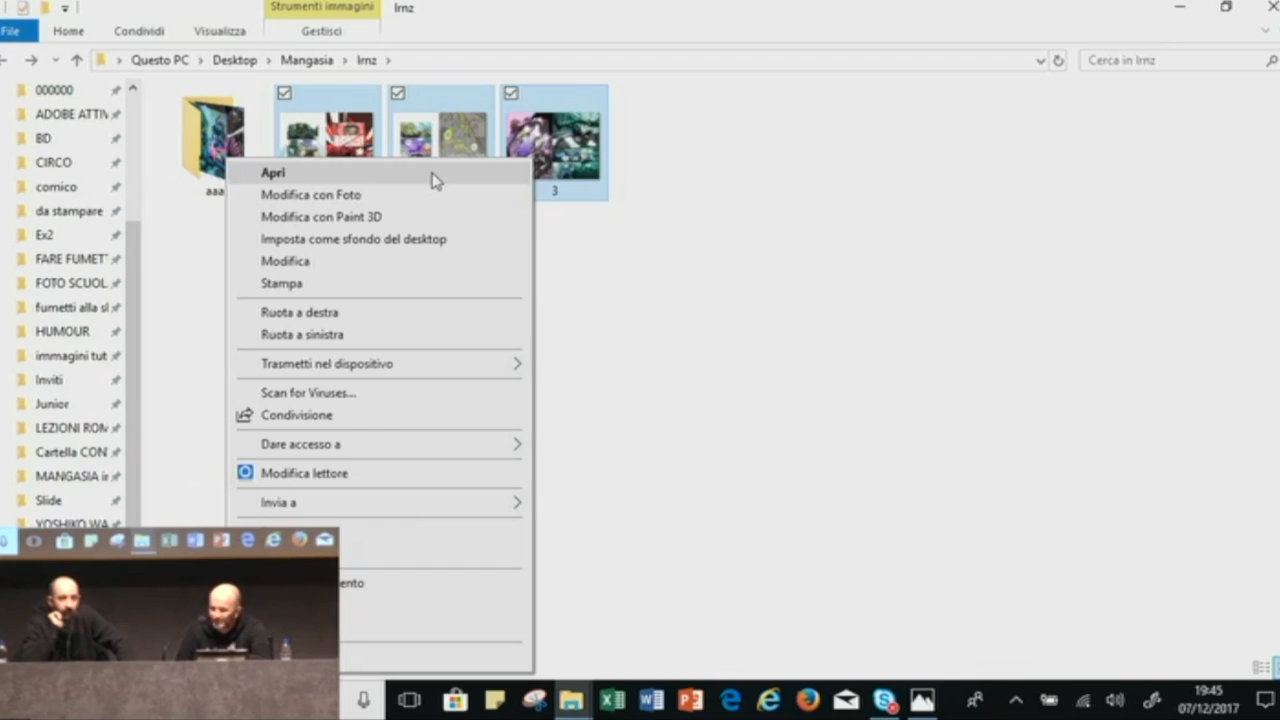 Strumenti immagini
lrnz
File
Home
Condividi
Visualizza
Gestisci
Questo PC
Desktop
Mangasia
lrnz
Cerca in lrnz
000000
ADOBE ATTIV
BD
CIRCO
comico
da stampare
Ex2
FARE FUMET
FOTO SCUOL
fumetti alla sl
HUMOUR
immagini tut
Inviti
Junior
LEZIONI ROM
Cartella CON
MANGASIA in
Slide
YOSHIKO WA
aaa
3
Apri
Modifica con Foto
Modifica con Paint 3D
Imposta come sfondo del desktop
Modifica
Stampa
Ruota a destra
Ruota a sinistra
Trasmetti nel dispositivo
Scan for Viruses...
Condivisione
Dare accesso a
Modifica lettore
Invia a
ento
19:45
07/12/2017